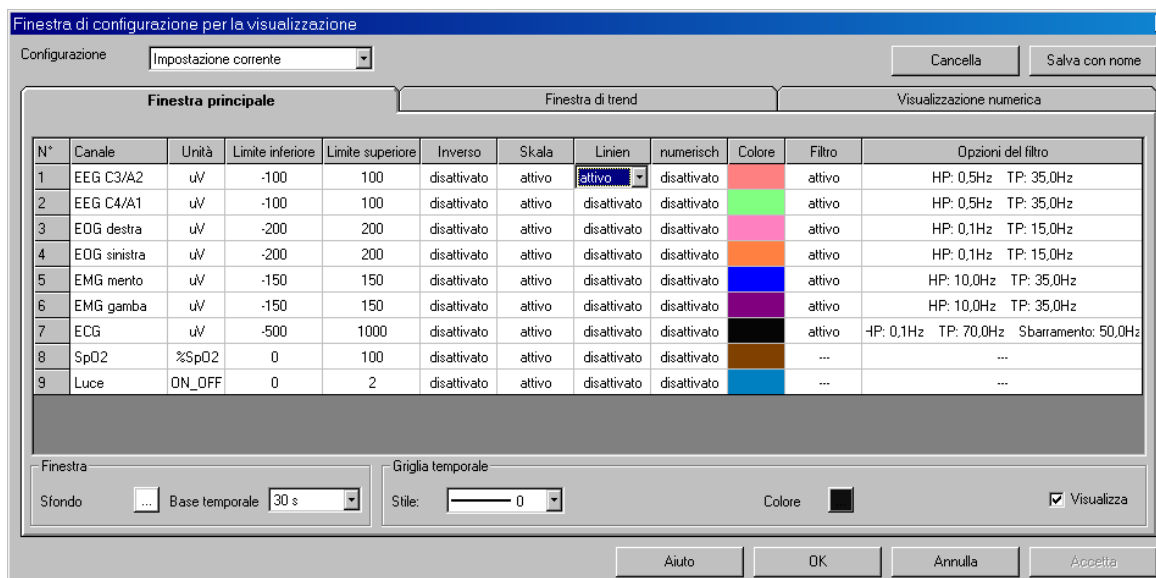 Finestra di configurazione per la visualizzazione
Configurazione Impostazione corrente Cancella Salva con nome
Finestra principale Finestra di trend Visualizzazione numerica
N° Canale Unità Limite inferiore Limite superiore Inverso Skala Linien numerisch Colore Filtro Opzioni del filtro
1 EEG C3/A2 uV -100 100 disattivato attivo attivo disattivato attivo HP: 0,5Hz TP: 35,0Hz
2 EEG C4/A1 uV -100 100 disattivato attivo disattivato disattivato attivo HP: 0,5Hz TP: 35,0Hz
3 EOG destra uV -200 200 disattivato attivo disattivato disattivato attivo HP: 0,1Hz TP: 15,0Hz
4 EOG sinistra uV -200 200 disattivato attivo disattivato disattivato attivo HP: 0,1Hz TP: 15,0Hz
5 EMG mento uV -150 150 disattivato attivo disattivato disattivato attivo HP: 10,0Hz TP: 35,0Hz
6 EMG gamba uV -150 150 disattivato attivo disattivato disattivato attivo HP: 10,0Hz TP: 35,0Hz
7 ECG uV -500 1000 disattivato attivo disattivato disattivato attivo HP: 0,1Hz TP: 70,0Hz Sbarramento: 50,0Hz
8 SpO2 %SpO2 0 100 disattivato attivo disattivato disattivato --- ---
9 Luce ON_OFF 0 2 disattivato attivo disattivato disattivato --- ---
Finestra Griglia temporale
Sfondo ... Base temporale 30 s Stile: 0 Colore Visualizza
Aiuto OK Annulla Accetta